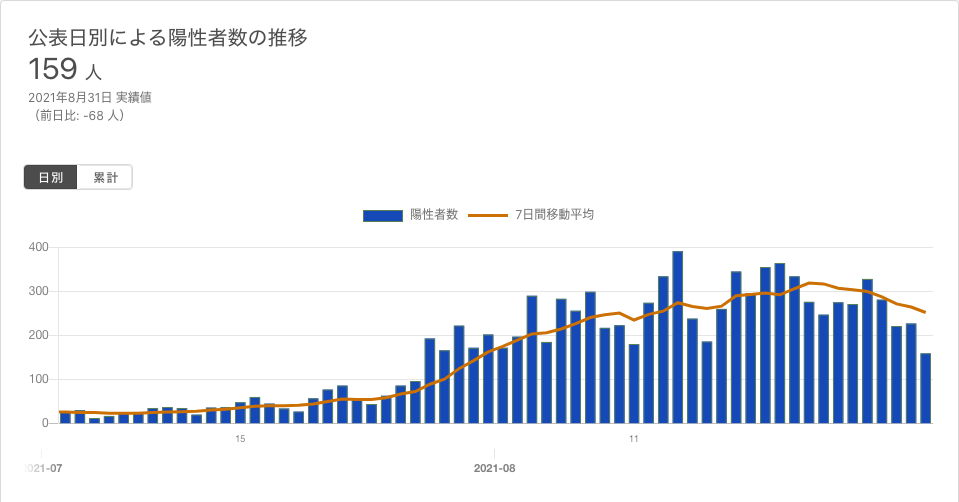 公表日別による陽性者数の推移
159 人
2021年8月31日 実績値
（前日比: -68 人）
日別 累計
陽性者数 7日間移動平均
400
300
200
100
0
15 11
2021-07 2021-08